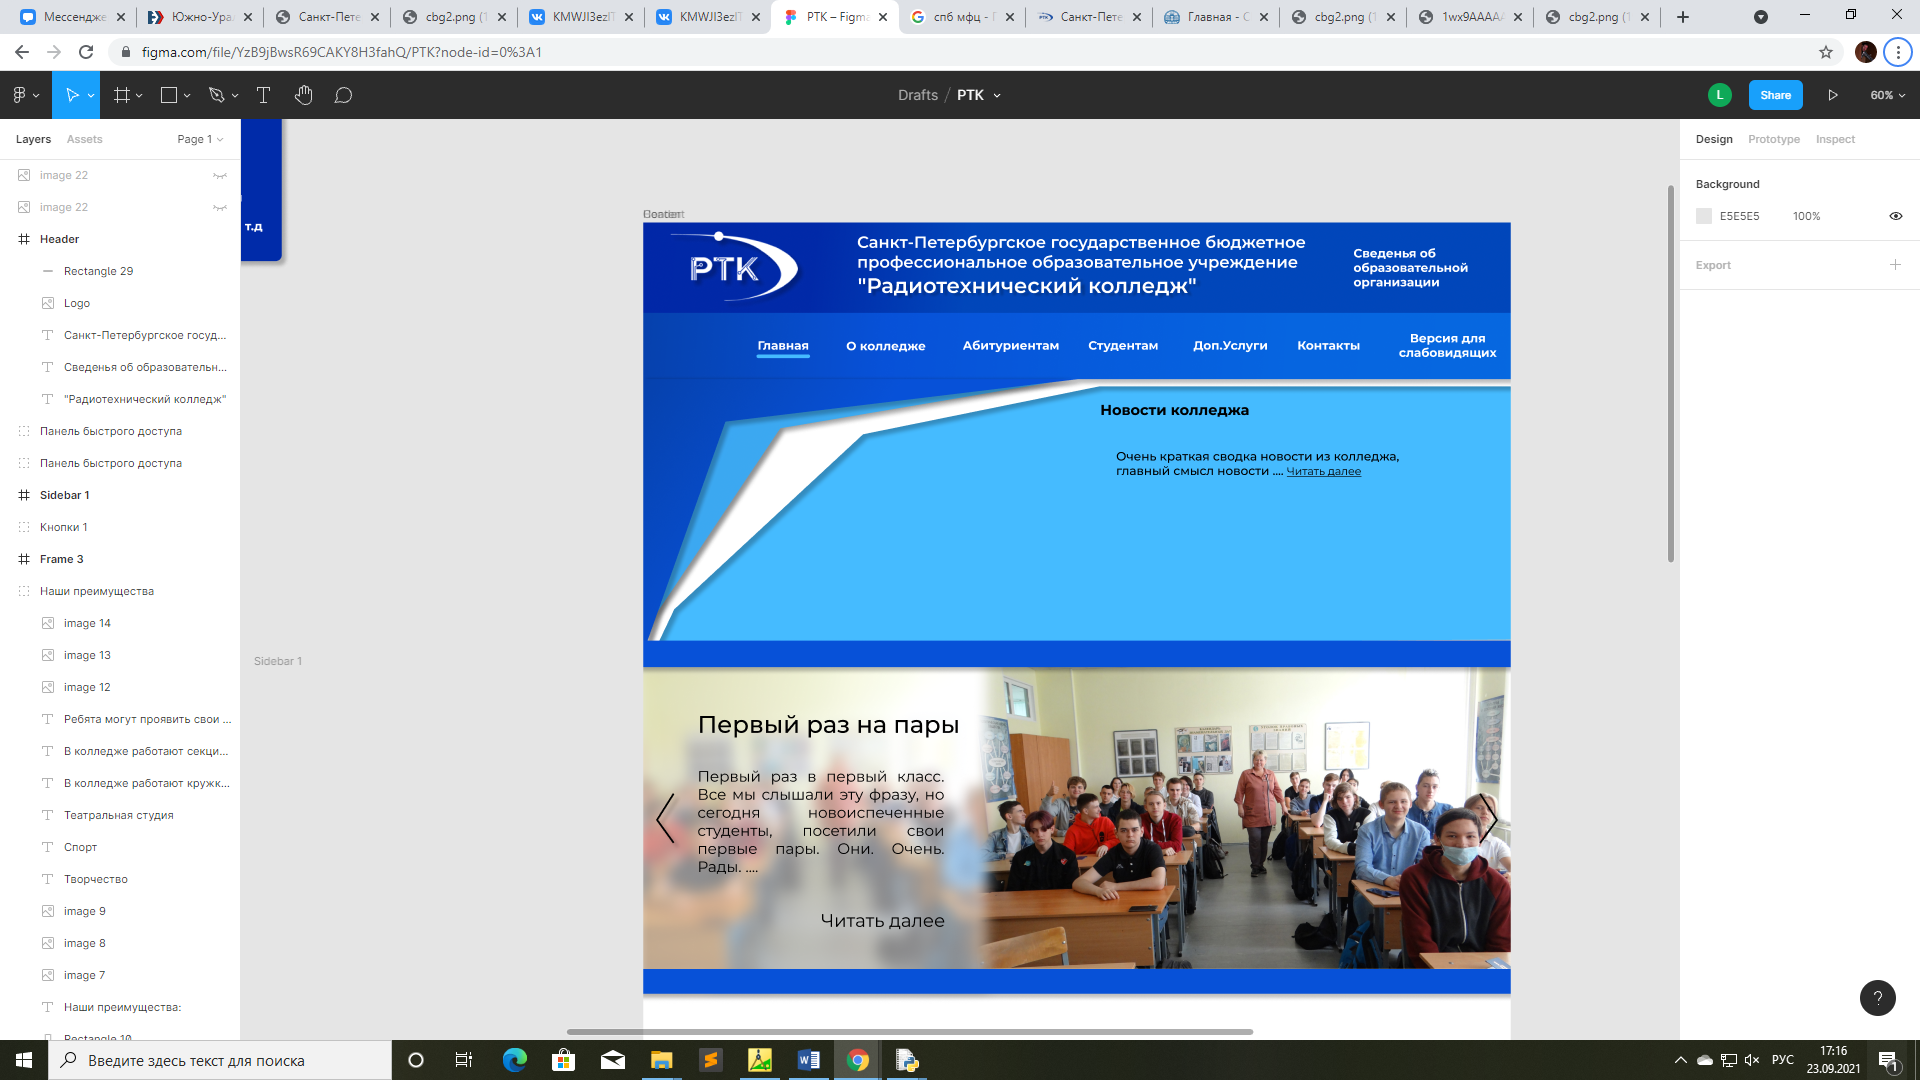 Мессендже
Южно-Ура
Санкт-Пете
cbg2.png (1
KMWJI3ezIT
KMWJI3ezIT
РТК – Figma
спб мфц - 
Санкт-Пете
Главная - С
cbg2.png (1
1wx9AAAAA
cbg2.png (1
figma.com/file/YzB9jBwsR69CAKY8H3fahQ/PTK?node-id=0%3A1
Drafts / РТК
L
Share
60%
Layers
Assets
Page 1
image 22
image 22
Header
Rectangle 29
Logo
Санкт-Петербургское госуд...
Сведенья об образовательн...
"Радиотехнический колледж"
Панель быстрого доступа
Панель быстрого доступа
Sidebar 1
Кнопки 1
Frame 3
Наши преимущества
image 14
image 13
image 12
Ребята могут проявить свои ...
В колледже работают секци...
В колледже работают кружк...
Театральная студия
Спорт
Творчество
image 9
image 8
image 7
Наши преимущества:
Rectangle 10
т.д
Sidebar 1
РТК
Санкт-Петербургское государственное бюджетное
профессиональное образовательное учреждение
"Радиотехнический колледж"
Сведенья об
образовательной
организации
Главная
О колледже
Абитуриентам
Студентам
Доп.Услуги
Контакты
Версия для
слабовидящих
Новости колледжа
Очень краткая сводка новости из колледжа,
главный смысл новости .... Читать далее
Первый раз на пары
Первый раз в первый класс.
Все мы слышали эту фразу, но
сегодня новоиспеченные
студенты, посетили свои
первые пары. Они. Очень.
Рады. ....
Читать далее
Design
Prototype
Inspect
Background
E5E5E5
100%
Export
?
Введите здесь текст для поиска
РУС
17:16
23.09.2021
1